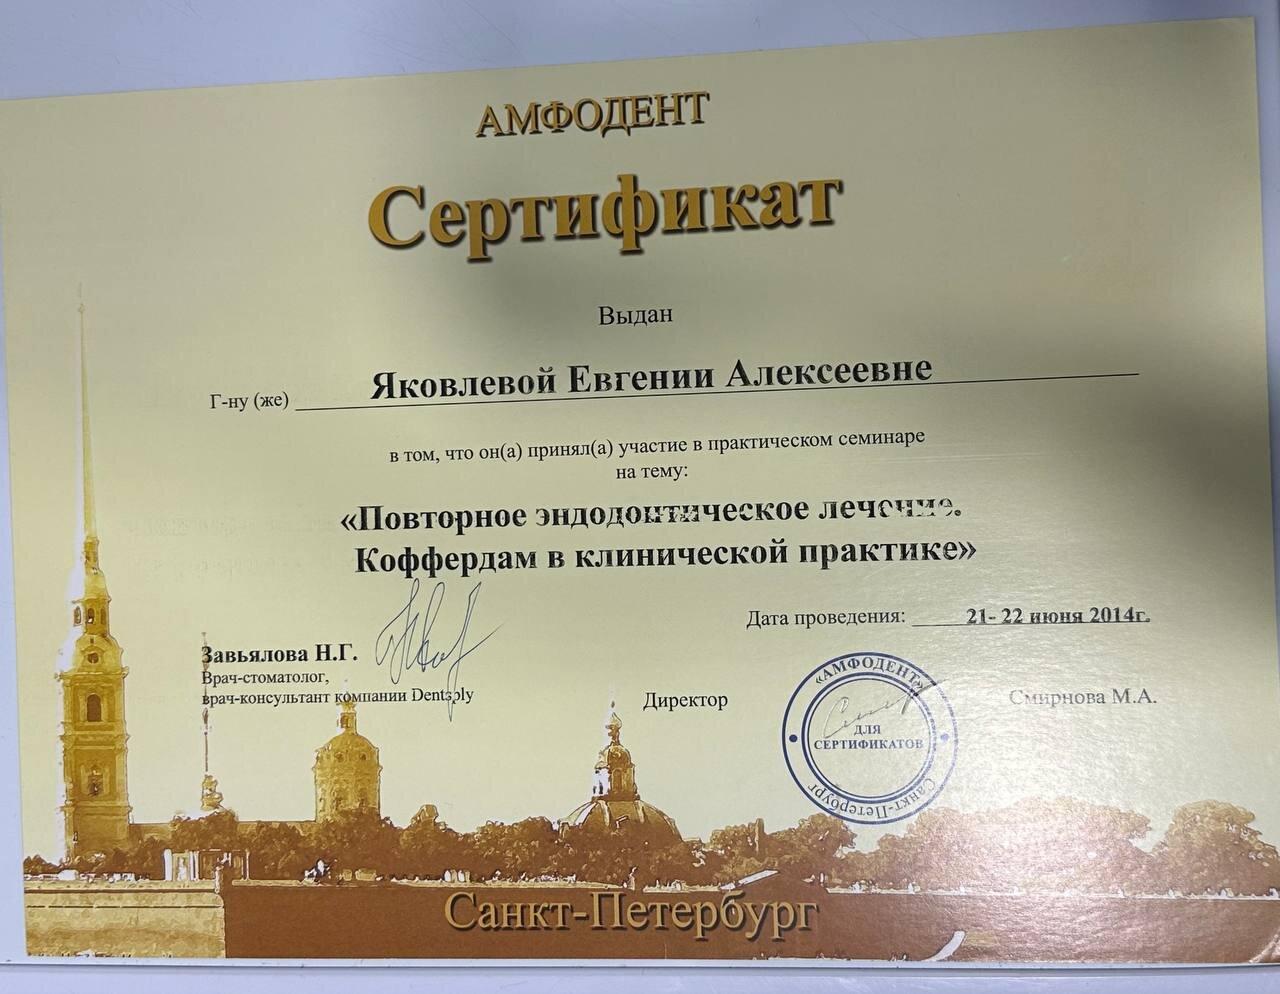 АМФОДЕНТ
Сертификат
Выдан
Г-ну (же) Яковлевой Евгении Алексеевне
в том, что он(а) принял(а) участие в практическом семинаре
на тему:
«Повторное эндодонтическое лечение.
Коффердам в клинической практике»
Дата проведения: 21- 22 июня 2014г.
Завьялова Н.Г.
Врач-стоматолог,
врач-консультант компании Dentsply
Директор
Смирнова М.А.
«АМФОДЕНТ»
ДЛЯ
СЕРТИФИКАТОВ
Санкт-Петербург
Санкт-Петербург